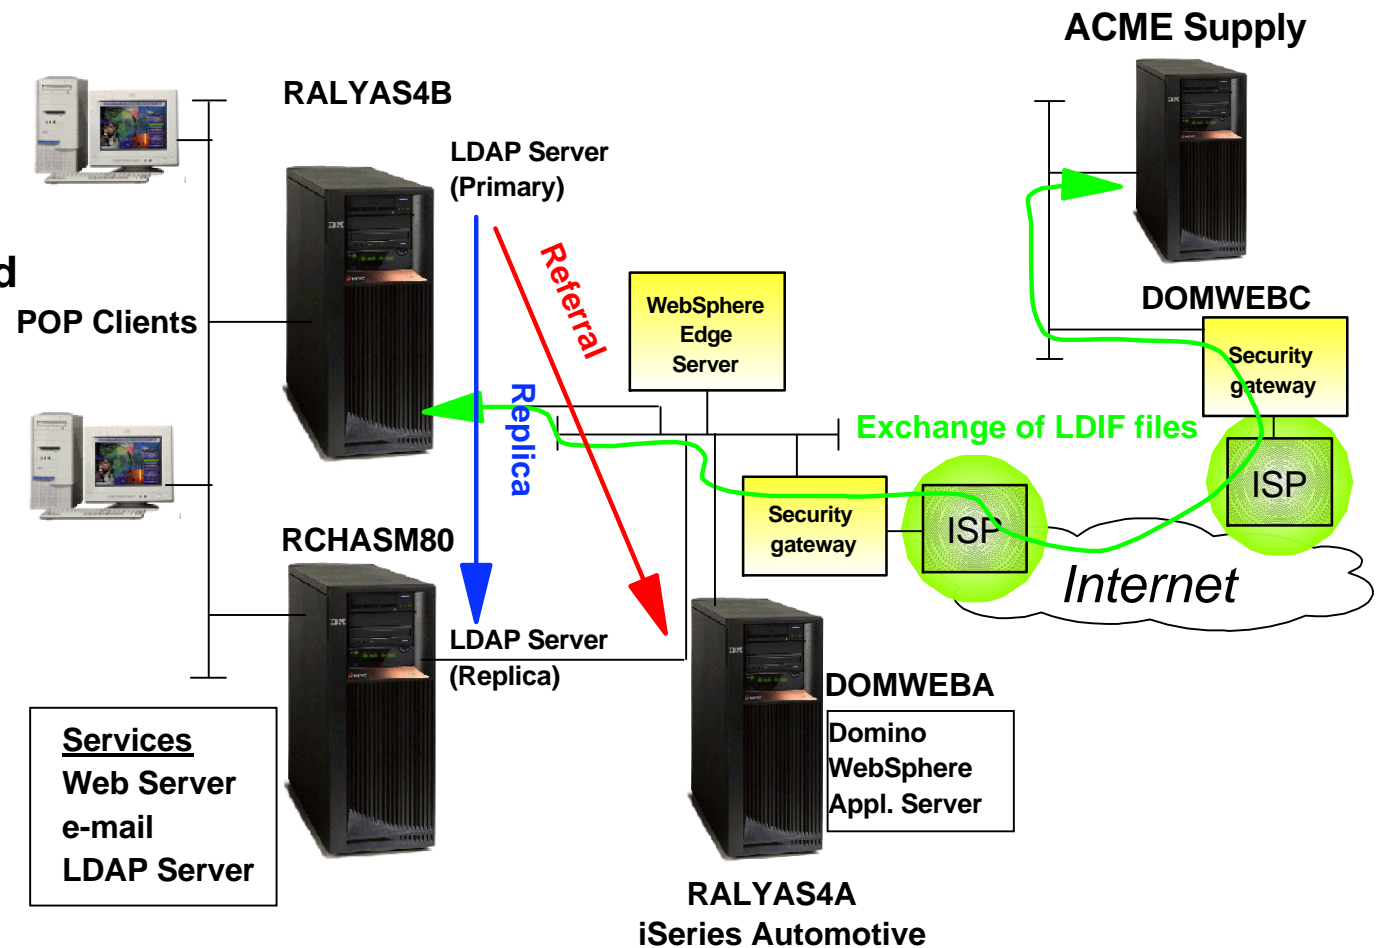 ACME Supply
RALYAS4B
LDAP Server
(Primary)
d
POP Clients
Referral
Replica
WebSphere
Edge
Server
DOMWEBC
Security
gateway
Exchange of LDIF files
ISP
Security
gateway
ISP
Internet
RCHASM80
LDAP Server
(Replica)
DOMWEBA
Domino
WebSphere
Appl. Server
Services
Web Server
e-mail
LDAP Server
RALYAS4A
iSeries Automotive